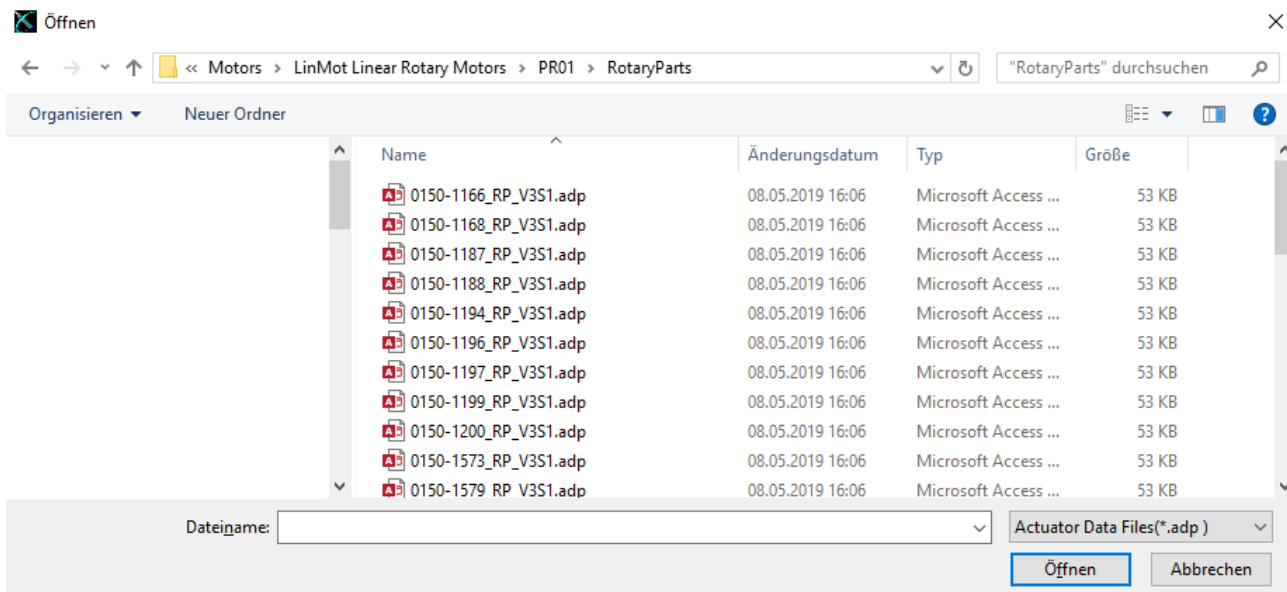 Öffnen
« Motors > LinMot Linear Rotary Motors > PR01 > RotaryParts "RotaryParts" durchsuchen
Organisieren Neuer Ordner
Name Änderungsdatum Typ Größe
0150-1166_RP_V3S1.adp 08.05.2019 16:06 Microsoft Access ... 53 KB
0150-1168_RP_V3S1.adp 08.05.2019 16:06 Microsoft Access ... 53 KB
0150-1187_RP_V3S1.adp 08.05.2019 16:06 Microsoft Access ... 53 KB
0150-1188_RP_V3S1.adp 08.05.2019 16:06 Microsoft Access ... 53 KB
0150-1194_RP_V3S1.adp 08.05.2019 16:06 Microsoft Access ... 53 KB
0150-1196_RP_V3S1.adp 08.05.2019 16:06 Microsoft Access ... 53 KB
0150-1197_RP_V3S1.adp 08.05.2019 16:06 Microsoft Access ... 53 KB
0150-1199_RP_V3S1.adp 08.05.2019 16:06 Microsoft Access ... 53 KB
0150-1200_RP_V3S1.adp 08.05.2019 16:06 Microsoft Access ... 53 KB
0150-1573_RP_V3S1.adp 08.05.2019 16:06 Microsoft Access ... 53 KB
0150-1579_RP_V3S1.adp 08.05.2019 16:06 Microsoft Access ... 53 KB
Dateiname: Actuator Data Files(*.adp )
Öffnen Abbrechen